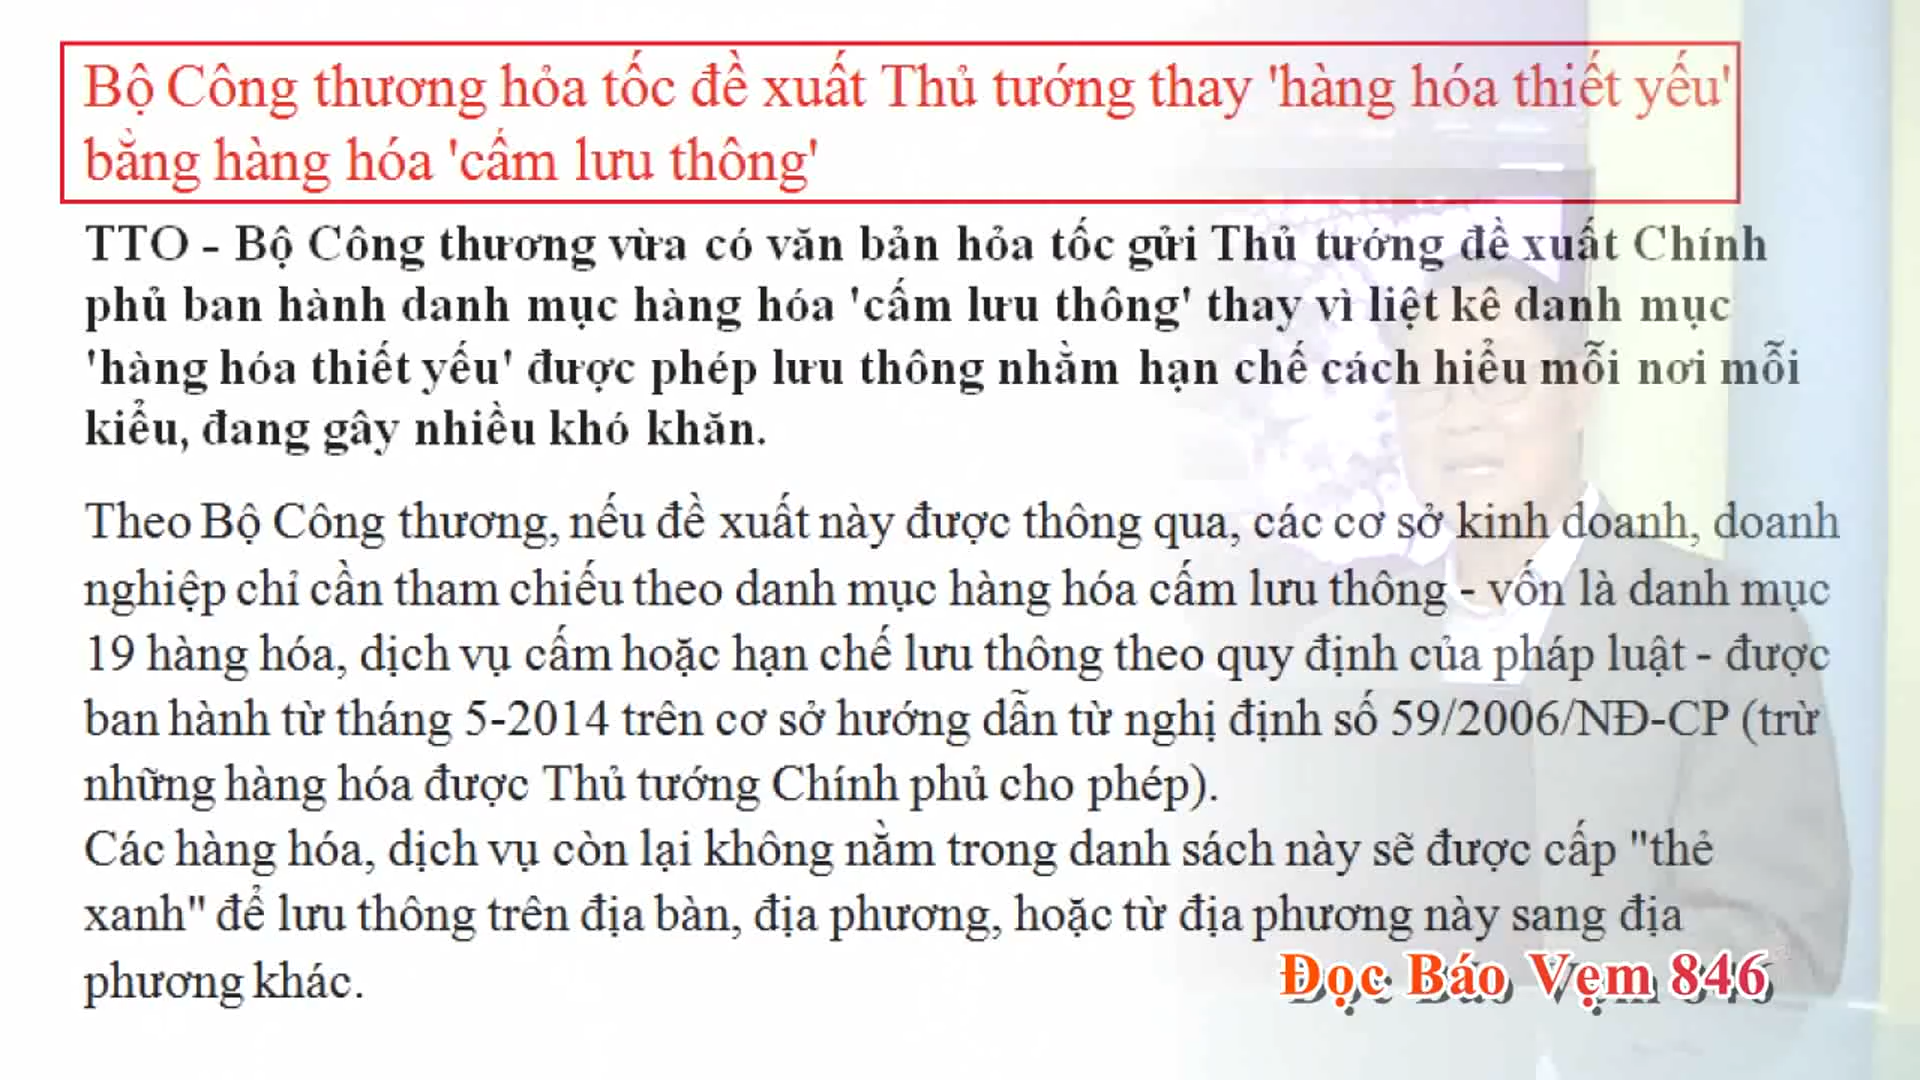 Bộ Công thương hỏa tốc đề xuất Thủ tướng thay 'hàng hóa thiết yếu'
bằng hàng hóa 'cấm lưu thông'
TTO - Bộ Công thương vừa có văn bản hỏa tốc gửi Thủ tướng đề xuất Chính
phủ ban hành danh mục hàng hóa 'cấm lưu thông' thay vì liệt kê danh mục
'hàng hóa thiết yếu' được phép lưu thông nhằm hạn chế cách hiểu mỗi nơi mỗi
kiểu, đang gây nhiều khó khăn.
Theo Bộ Công thương, nếu đề xuất này được thông qua, các cơ sở kinh doanh, doanh
nghiệp chỉ cần tham chiếu theo danh mục hàng hóa cấm lưu thông - vốn là danh mục
19 hàng hóa, dịch vụ cấm hoặc hạn chế lưu thông theo quy định của pháp luật - được
ban hành từ tháng 5-2014 trên cơ sở hướng dẫn từ nghị định số 59/2006/NĐ-CP (trừ
những hàng hóa được Thủ tướng Chính phủ cho phép).
Các hàng hóa, dịch vụ còn lại không nằm trong danh sách này sẽ được cấp "thẻ
xanh" để lưu thông trên địa bàn, địa phương, hoặc từ địa phương này sang địa
phương khác.
Đọc Báo Vẹm 846